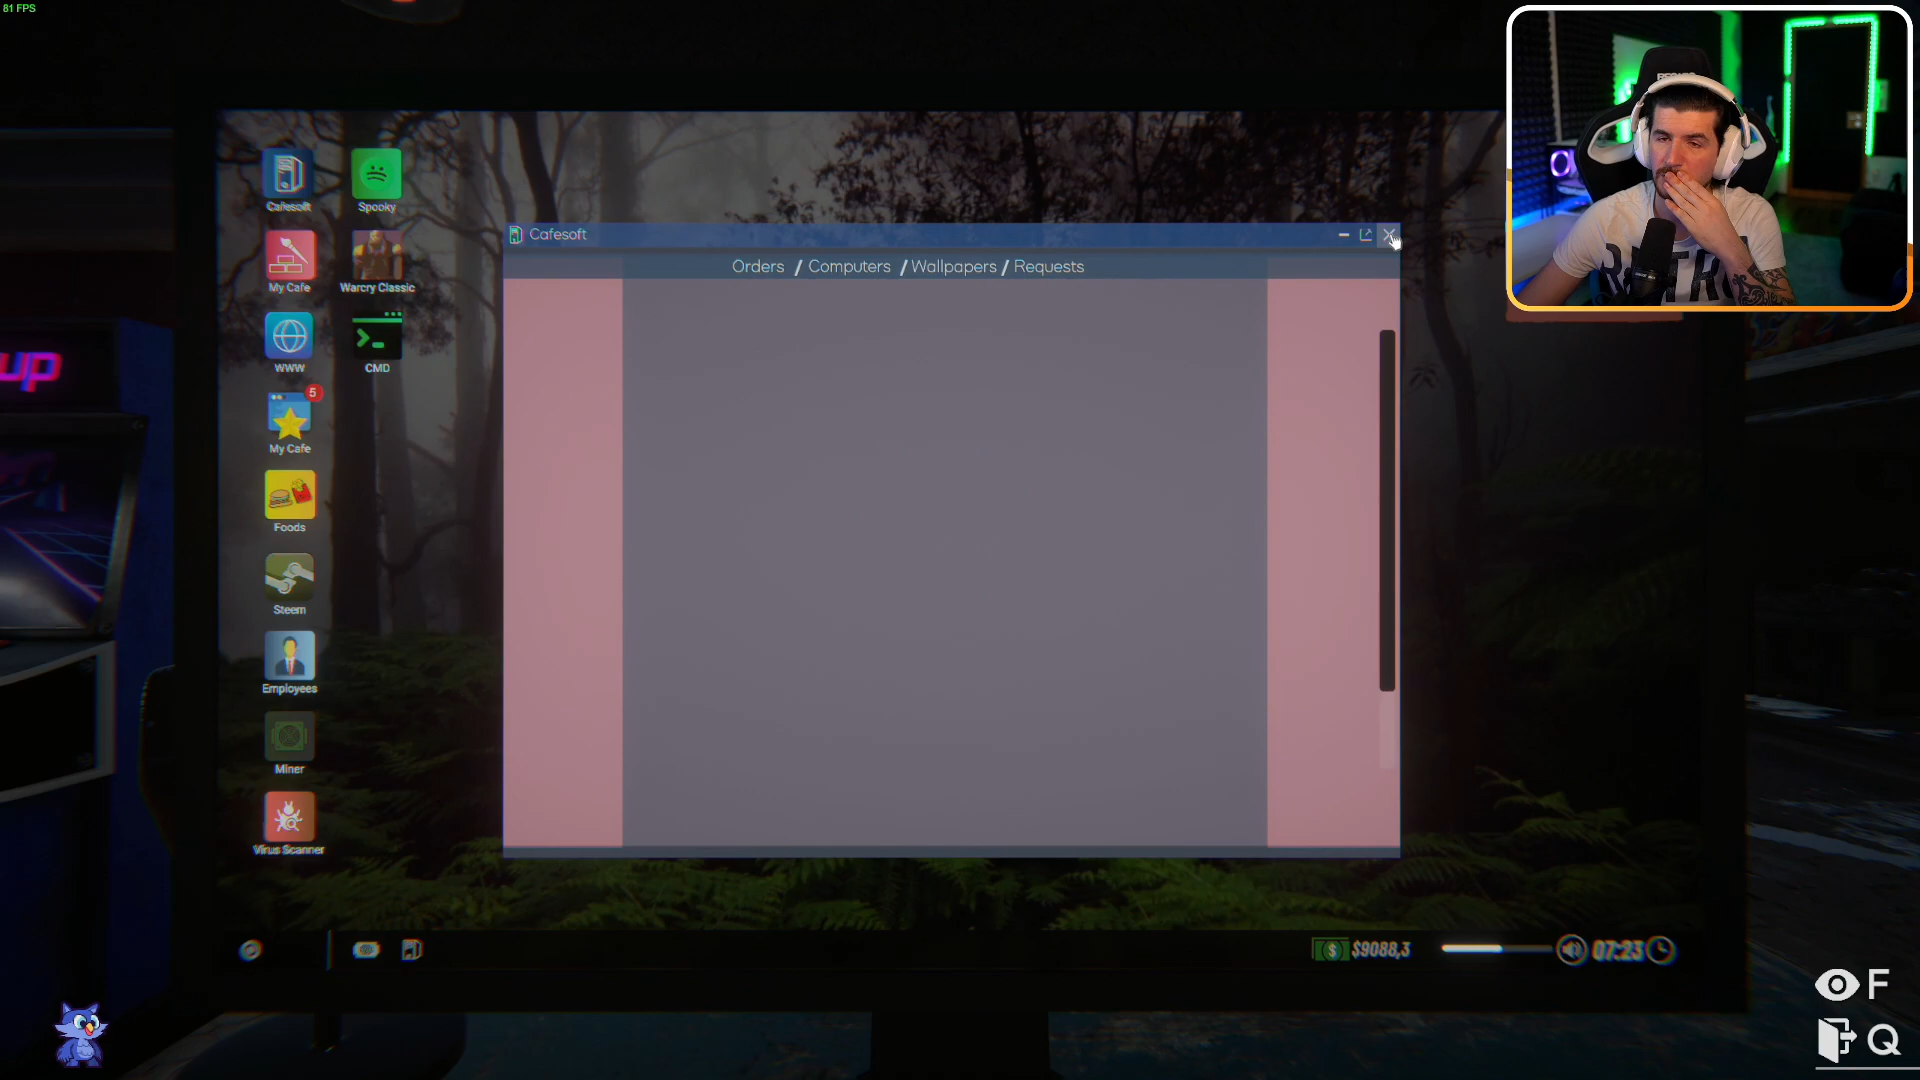 81 FPS
Cafesoft
Spooky
My Cafe
Warcry Classic
WWW
CMD
5
My Cafe
Foods
Steem
Employees
Miner
Virus Scanner
up
Cafesoft
Orders / Computers / Wallpapers / Requests
$9088,3
07:23
F
Q